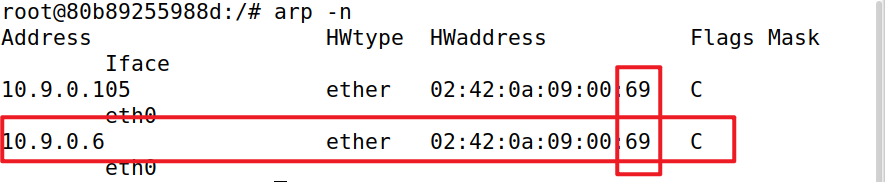 root@80b89255988d:/# arp -n
Address                  HWtype  HWaddress           Flags Mask
        Iface
10.9.0.105               ether   02:42:0a:09:00:69   C
        eth0
10.9.0.6                 ether   02:42:0a:09:00:69   C
        eth0